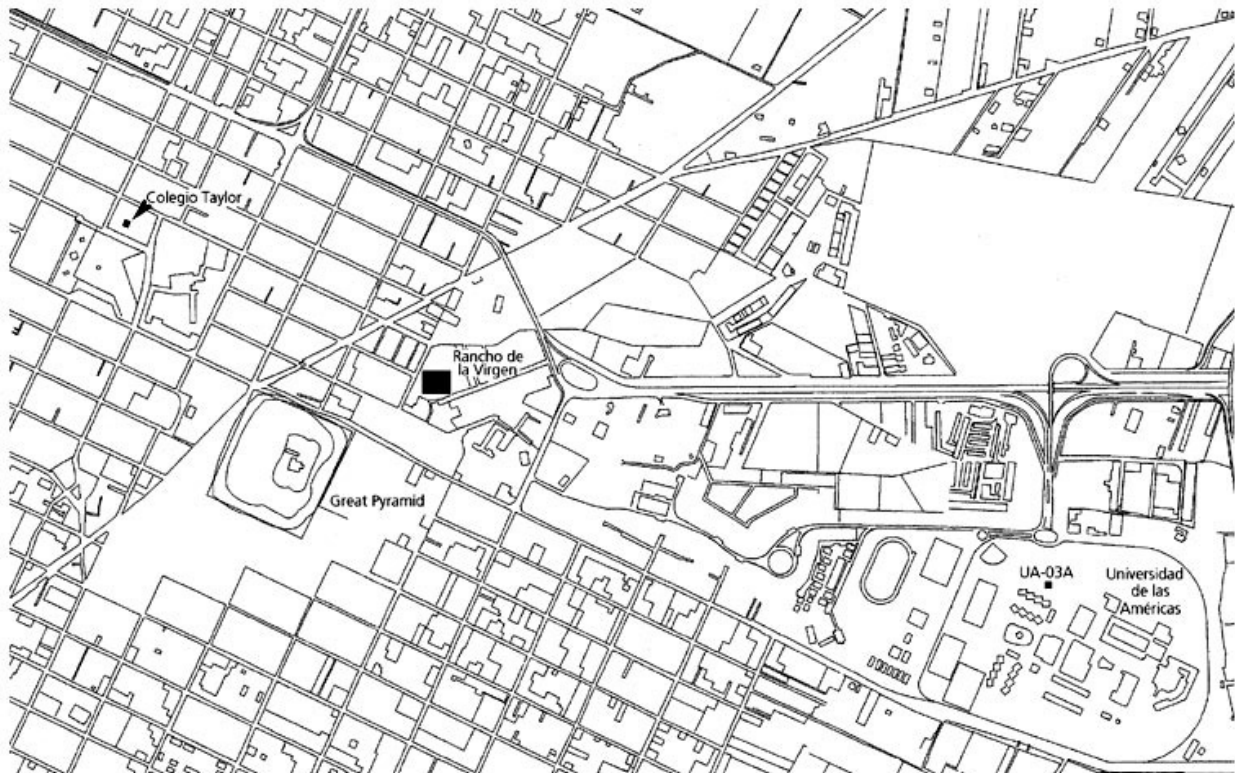 Colegio Taylor
Rancho de
la Virgen
Great Pyramid
UA-03A
Universidad
de las
Américas